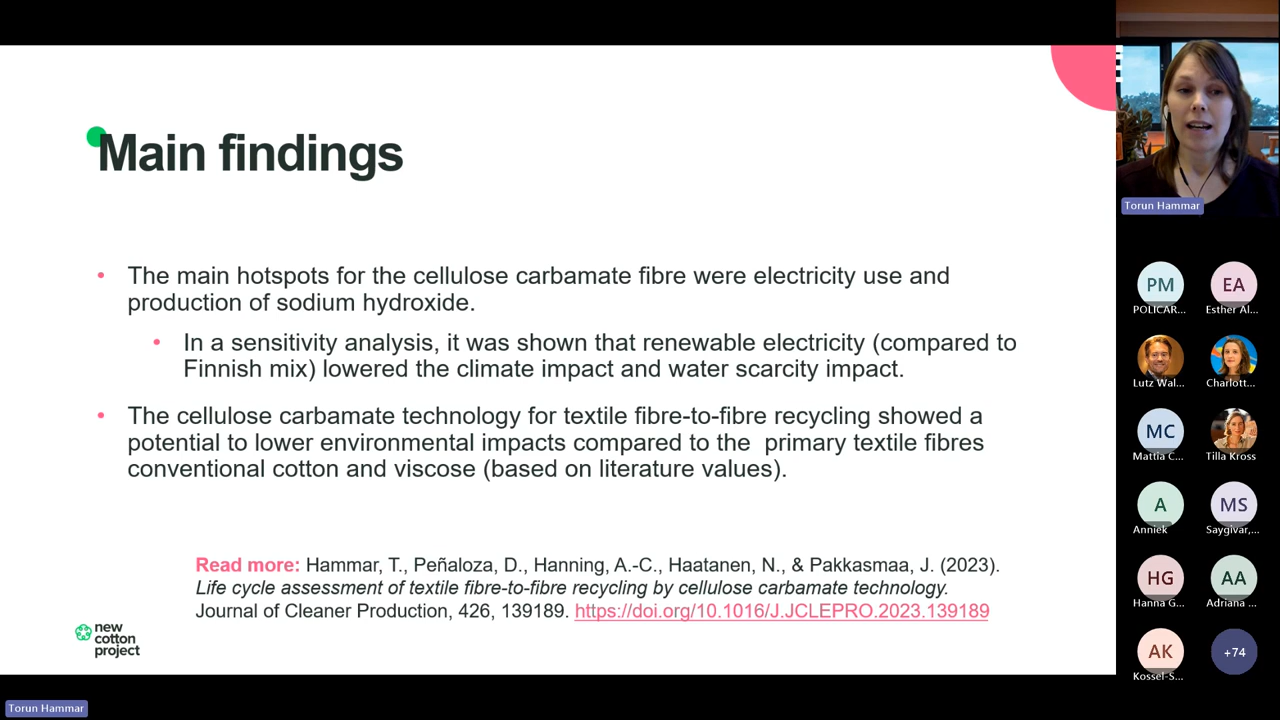 Main findings
• The main hotspots for the cellulose carbamate fibre were electricity use and
production of sodium hydroxide.
• In a sensitivity analysis, it was shown that renewable electricity (compared to
Finnish mix) lowered the climate impact and water scarcity impact.
• The cellulose carbamate technology for textile fibre-to-fibre recycling showed a
potential to lower environmental impacts compared to the primary textile fibres
conventional cotton and viscose (based on literature values).
Read more: Hammar, T., Peñaloza, D., Hanning, A.-C., Haatanen, N., & Pakkasmaa, J. (2023).
Life cycle assessment of textile fibre-to-fibre recycling by cellulose carbamate technology.
Journal of Cleaner Production, 426, 139189. https://doi.org/10.1016/J.JCLEPRO.2023.139189
new
cotton
project
Torun Hammar
Torun Hammar
PM
POLICAR...
EA
Esther Al...
Lutz Wal...
Charlott...
MC
Mattia C...
Tilla Kross
A
Anniek
MS
Saygivar,...
HG
Hanna G...
AA
Adriana ...
AK
Kossel-S...
+74